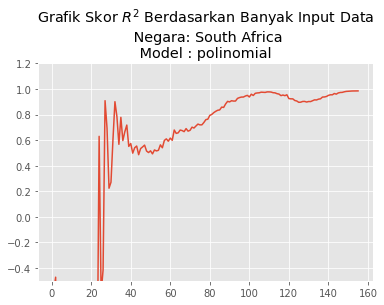 Grafik Skor R² Berdasarkan Banyak Input Data
Negara: South Africa
Model : polinomial
1.2
1.0
0.8
0.6
0.4
0.2
0.0
−0.2
−0.4
0 20 40 60 80 100 120 140 160